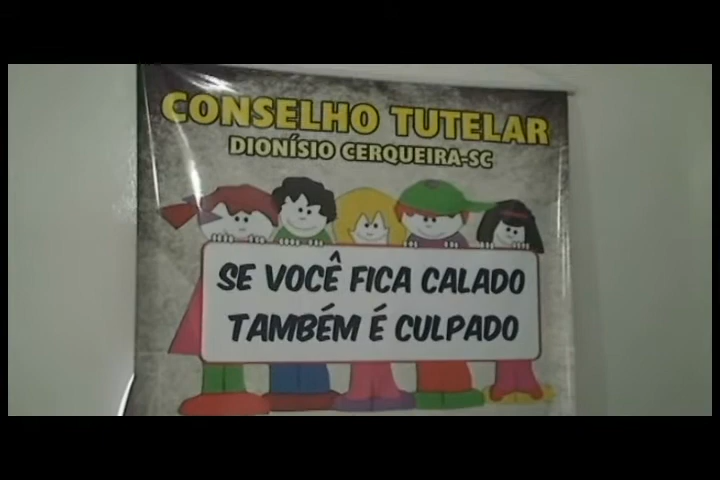 CONSELHO TUTELAR
DIONÍSIO CERQUEIRA-SC
SE VOCÊ FICA CALADO
TAMBÉM É CULPADO